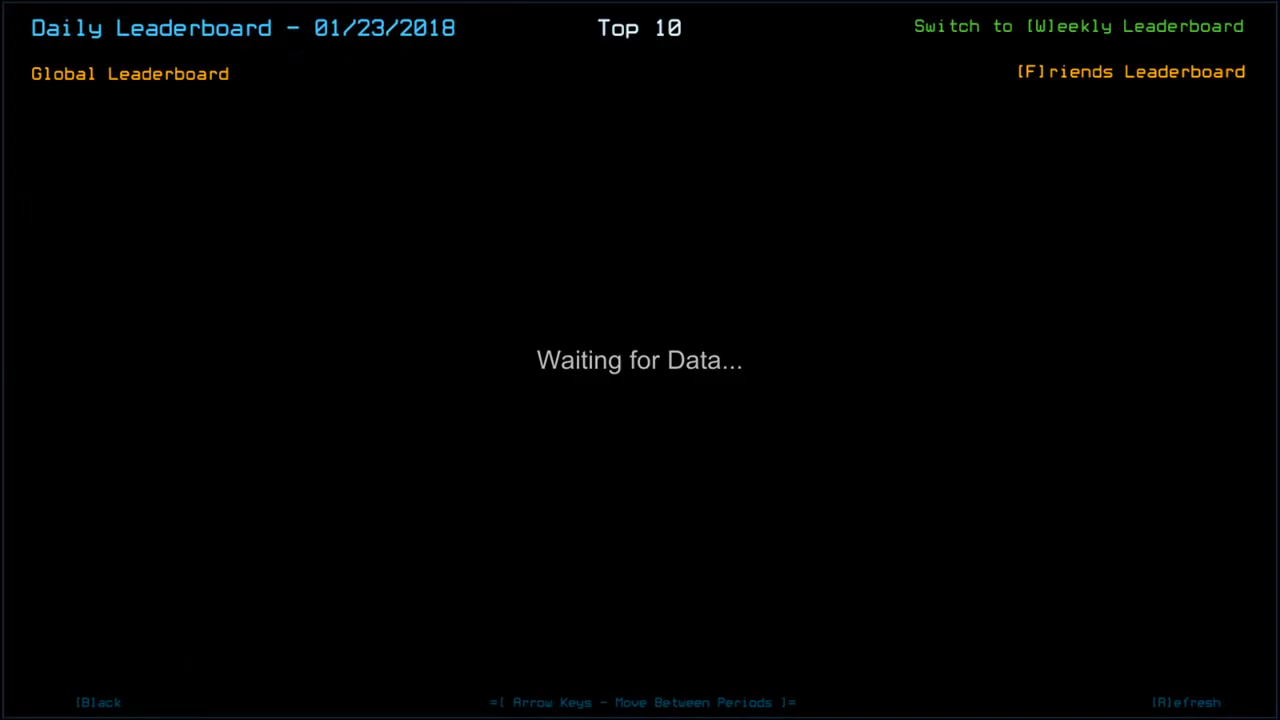 Daily Leaderboard - 01/23/2018 Top 10 Switch to [W]eekly Leaderboard
Global Leaderboard [F]riends Leaderboard
Waiting for Data...
[B]ack =[ Arrow Keys - Move Between Periods ]= [R]efresh